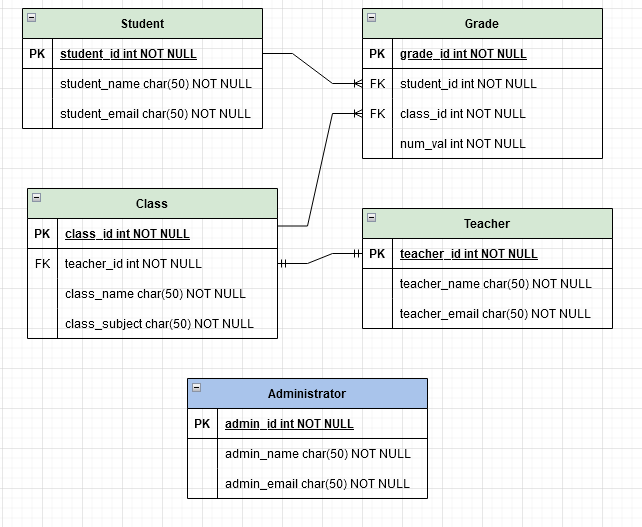 Student
PK student_id int NOT NULL
student_name char(50) NOT NULL
student_email char(50) NOT NULL
Grade
PK grade_id int NOT NULL
FK student_id int NOT NULL
FK class_id int NOT NULL
num_val int NOT NULL
Class
PK class_id int NOT NULL
FK teacher_id int NOT NULL
class_name char(50) NOT NULL
class_subject char(50) NOT NULL
Teacher
PK teacher_id int NOT NULL
teacher_name char(50) NOT NULL
teacher_email char(50) NOT NULL
Administrator
PK admin_id int NOT NULL
admin_name char(50) NOT NULL
admin_email char(50) NOT NULL